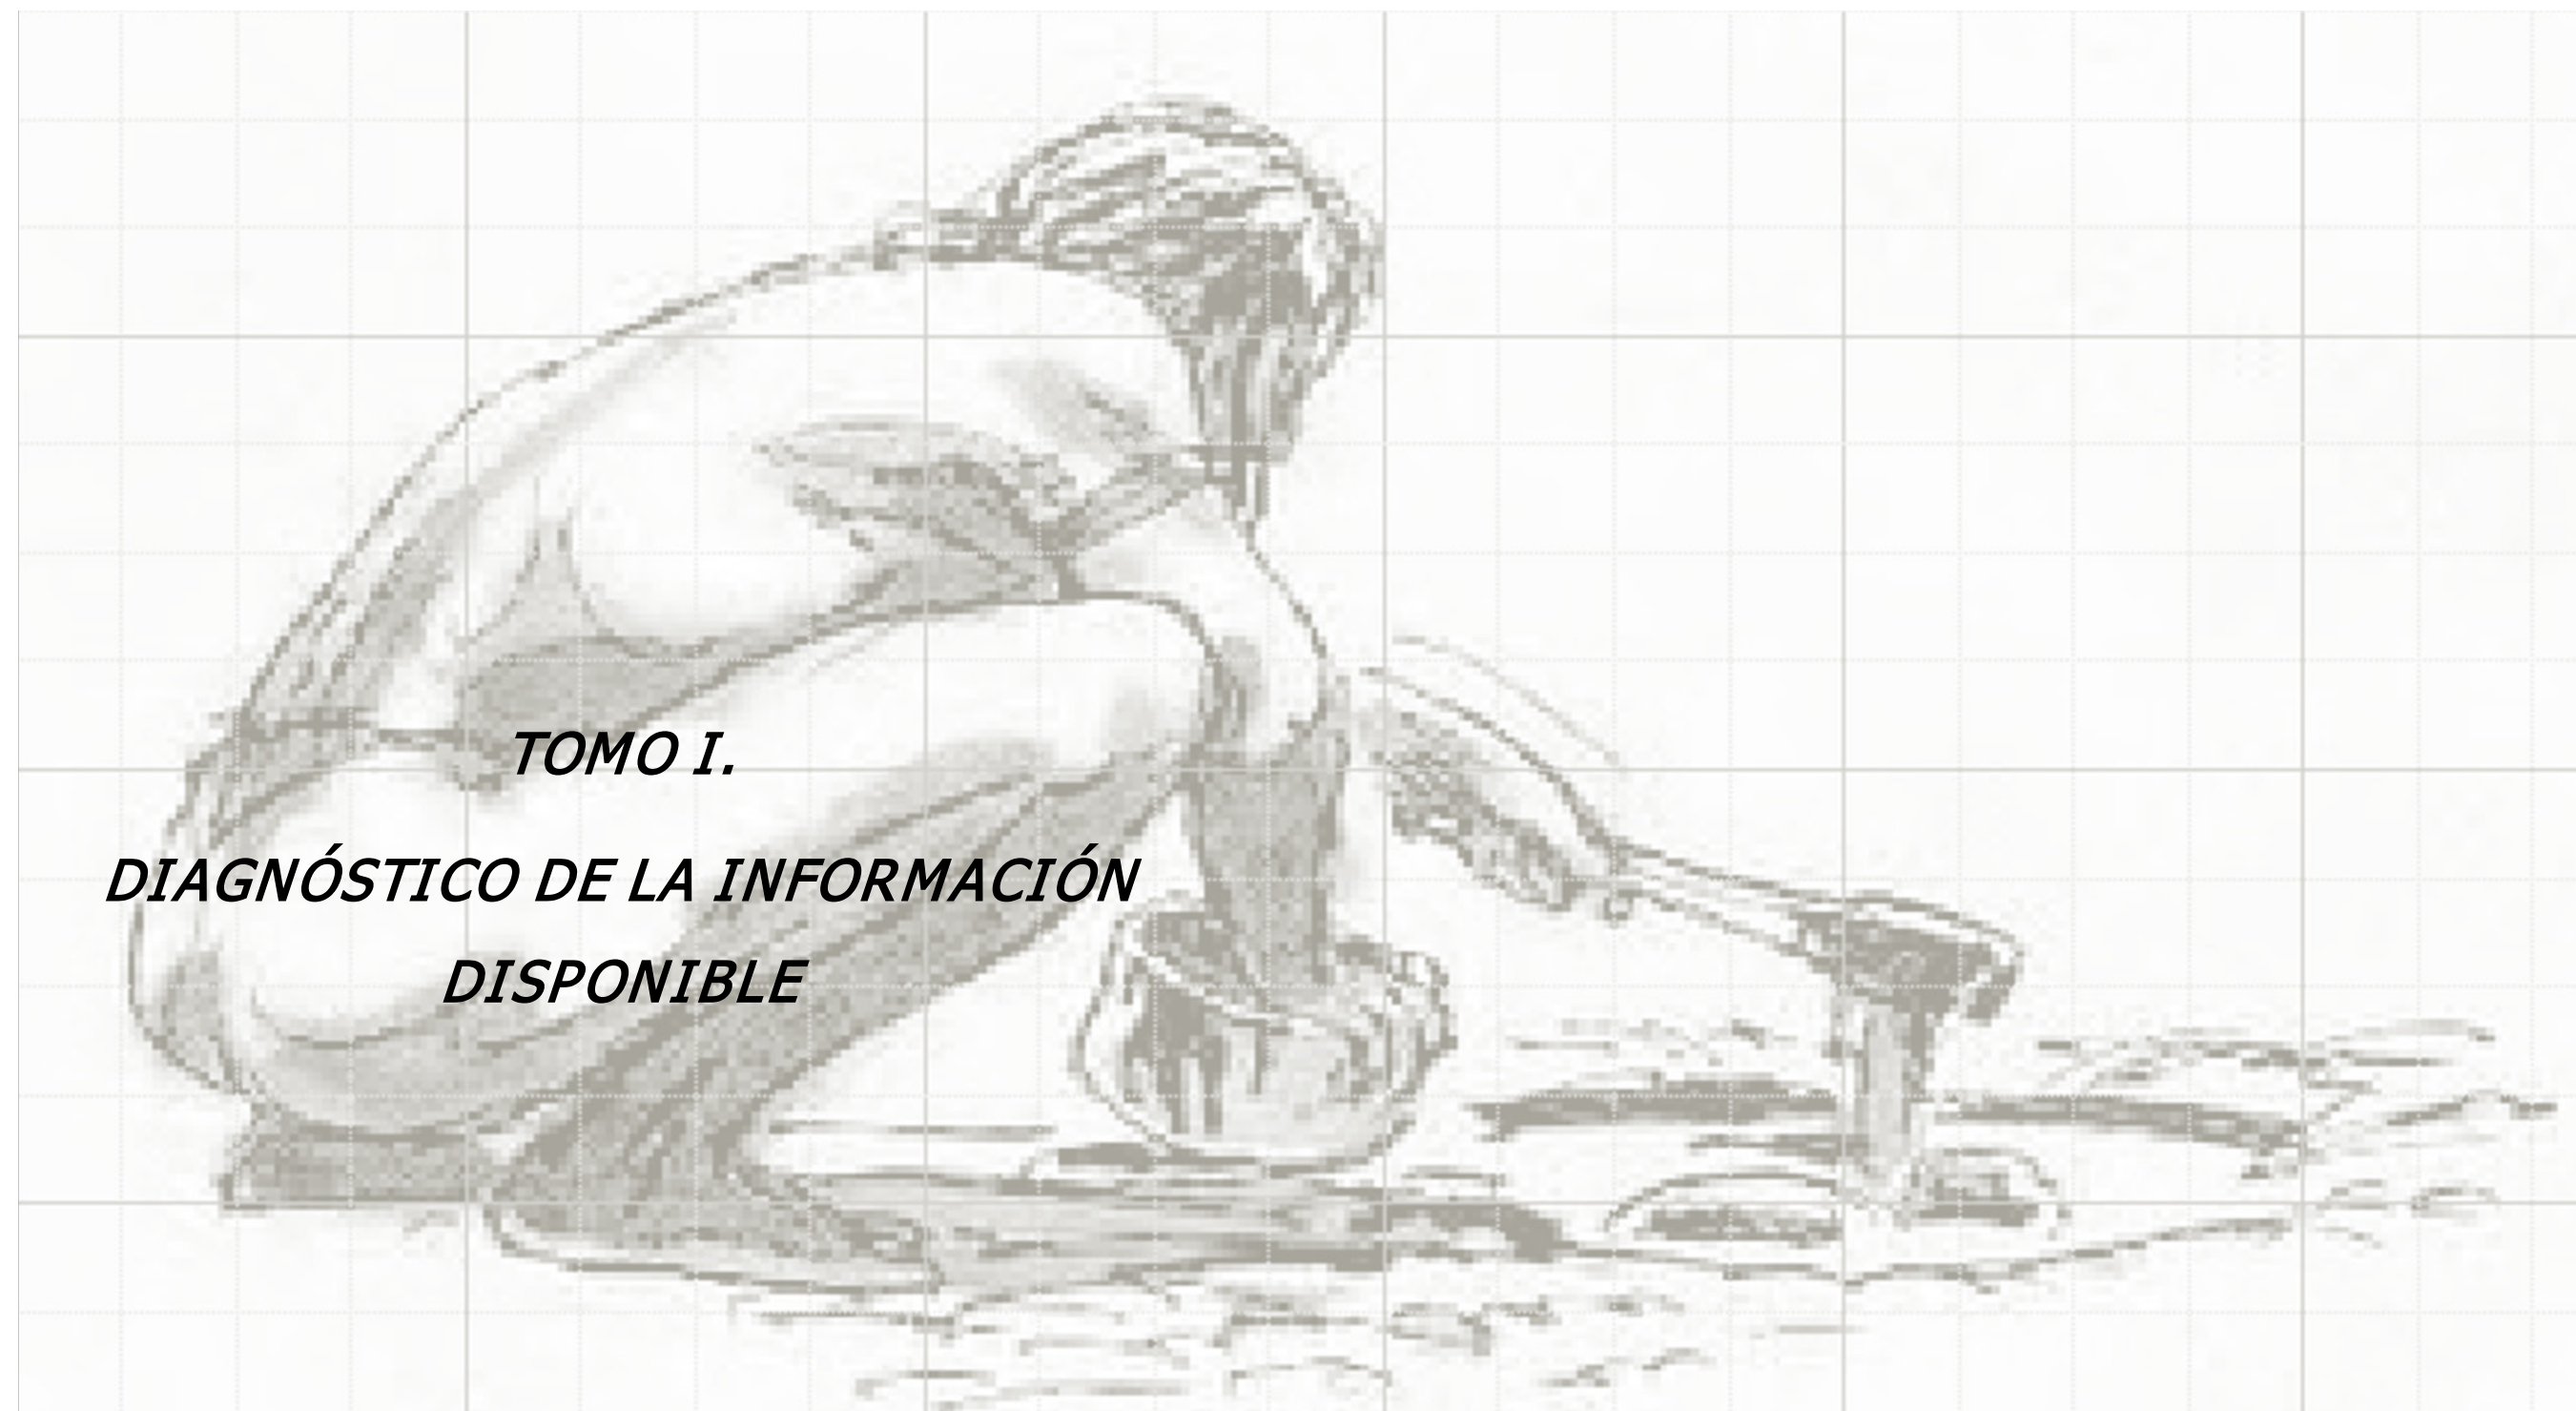 TOMO I.
DIAGNÓSTICO DE LA INFORMACIÓN
DISPONIBLE